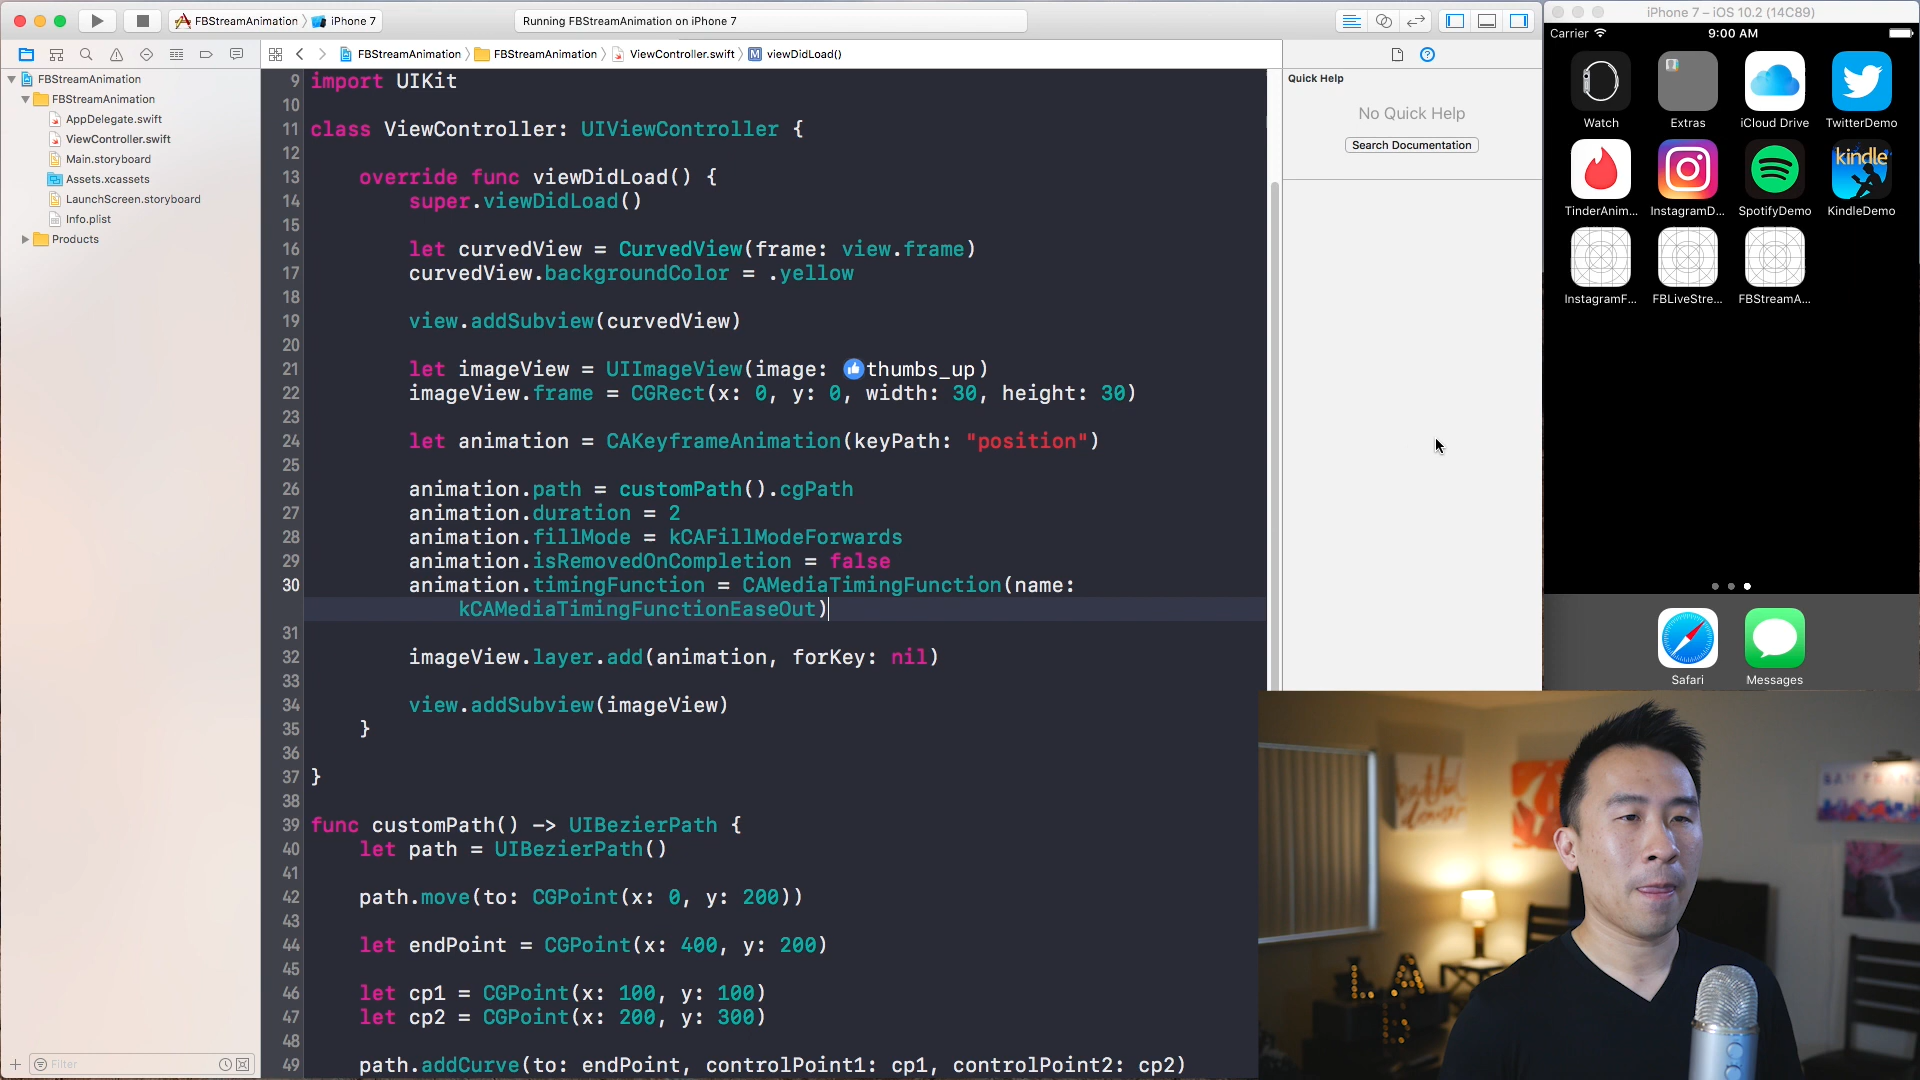 FBStreamAnimation
iPhone 7
Running FBStreamAnimation on iPhone 7
iPhone 7 – iOS 10.2 (14C89)
FBStreamAnimation
FBStreamAnimation
ViewController.swift
viewDidLoad()
FBStreamAnimation
FBStreamAnimation
AppDelegate.swift
ViewController.swift
Main.storyboard
Assets.xcassets
LaunchScreen.storyboard
Info.plist
Products
Filter
9 import UIKit
10
11 class ViewController: UIViewController {
12
13 override func viewDidLoad() {
14 super.viewDidLoad()
15
16 let curvedView = CurvedView(frame: view.frame)
17 curvedView.backgroundColor = .yellow
18
19 view.addSubview(curvedView)
20
21 let imageView = UIImageView(image: thumbs_up)
22 imageView.frame = CGRect(x: 0, y: 0, width: 30, height: 30)
23
24 let animation = CAKeyframeAnimation(keyPath: "position")
25
26 animation.path = customPath().cgPath
27 animation.duration = 2
28 animation.fillMode = kCAFillModeForwards
29 animation.isRemovedOnCompletion = false
30 animation.timingFunction = CAMediaTimingFunction(name:
kCAMediaTimingFunctionEaseOut)
31
32 imageView.layer.add(animation, forKey: nil)
33
34 view.addSubview(imageView)
35 }
36
37 }
38
39 func customPath() -> UIBezierPath {
40 let path = UIBezierPath()
41
42 path.move(to: CGPoint(x: 0, y: 200))
43
44 let endPoint = CGPoint(x: 400, y: 200)
45
46 let cp1 = CGPoint(x: 100, y: 100)
47 let cp2 = CGPoint(x: 200, y: 300)
48
49 path.addCurve(to: endPoint, controlPoint1: cp1, controlPoint2: cp2)
Quick Help
No Quick Help
Search Documentation
Carrier
9:00 AM
Watch
Extras
iCloud Drive
TwitterDemo
kindle
TinderAnim...
InstagramD...
SpotifyDemo
KindleDemo
InstagramF...
FBLiveStre...
FBStreamA...
Safari
Messages
L A